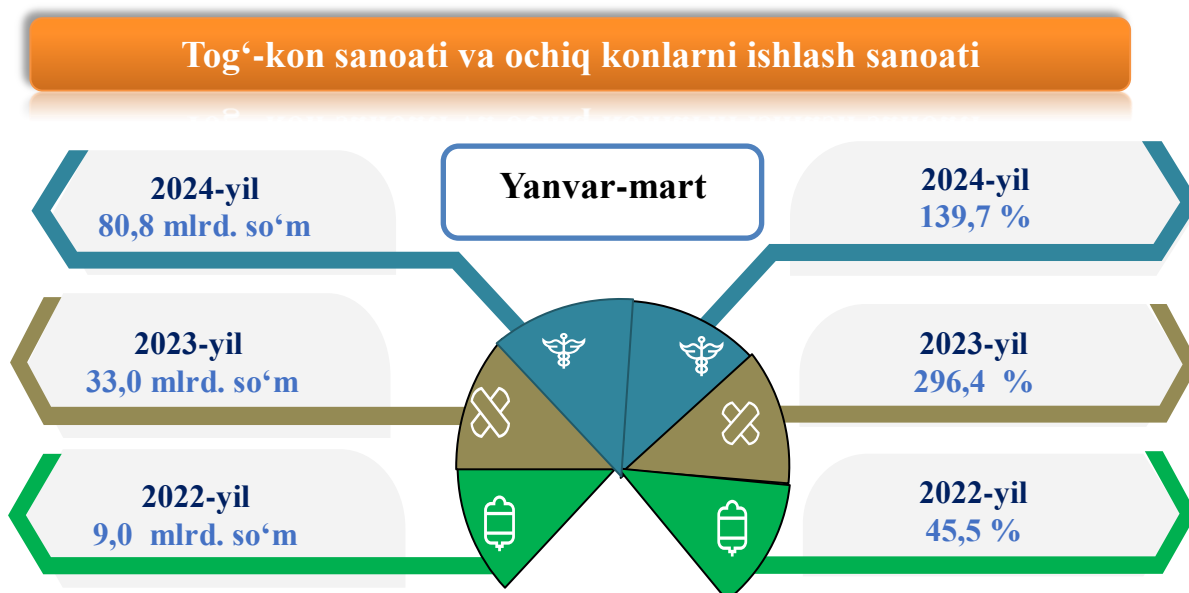 Tog‘-kon sanoati va ochiq konlarni ishlash sanoati
Yanvar-mart
2024-yil
80,8 mlrd. so‘m
2023-yil
33,0 mlrd. so‘m
2022-yil
9,0 mlrd. so‘m
2024-yil
139,7 %
2023-yil
296,4 %
2022-yil
45,5 %